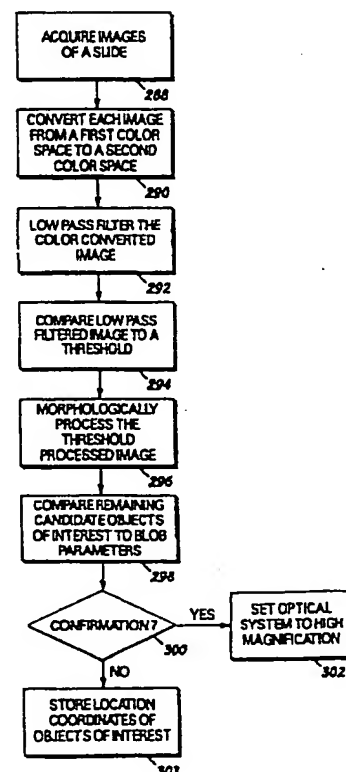 ACQUIRE IMAGES
OF A SLIDE
288
CONVERT EACH IMAGE
FROM A FIRST COLOR
SPACE TO A SECOND
COLOR SPACE
290
LOW PASS FILTER THE
COLOR CONVERTED
IMAGE
292
COMPARE LOW PASS
FILTERED IMAGE TO A
THRESHOLD
294
MORPHOLOGICALLY
PROCESS THE
THRESHOLD
PROCESSED IMAGE
296
COMPARE REMAINING
CANDIDATE OBJECTS
OF INTEREST TO BLOB
PARAMETERS
298
CONFIRMATION?
300
YES
SET OPTICAL
SYSTEM TO HIGH
MAGNIFICATION
302
NO
STORE LOCATION
COORDINATES OF
OBJECTS OF INTEREST
303